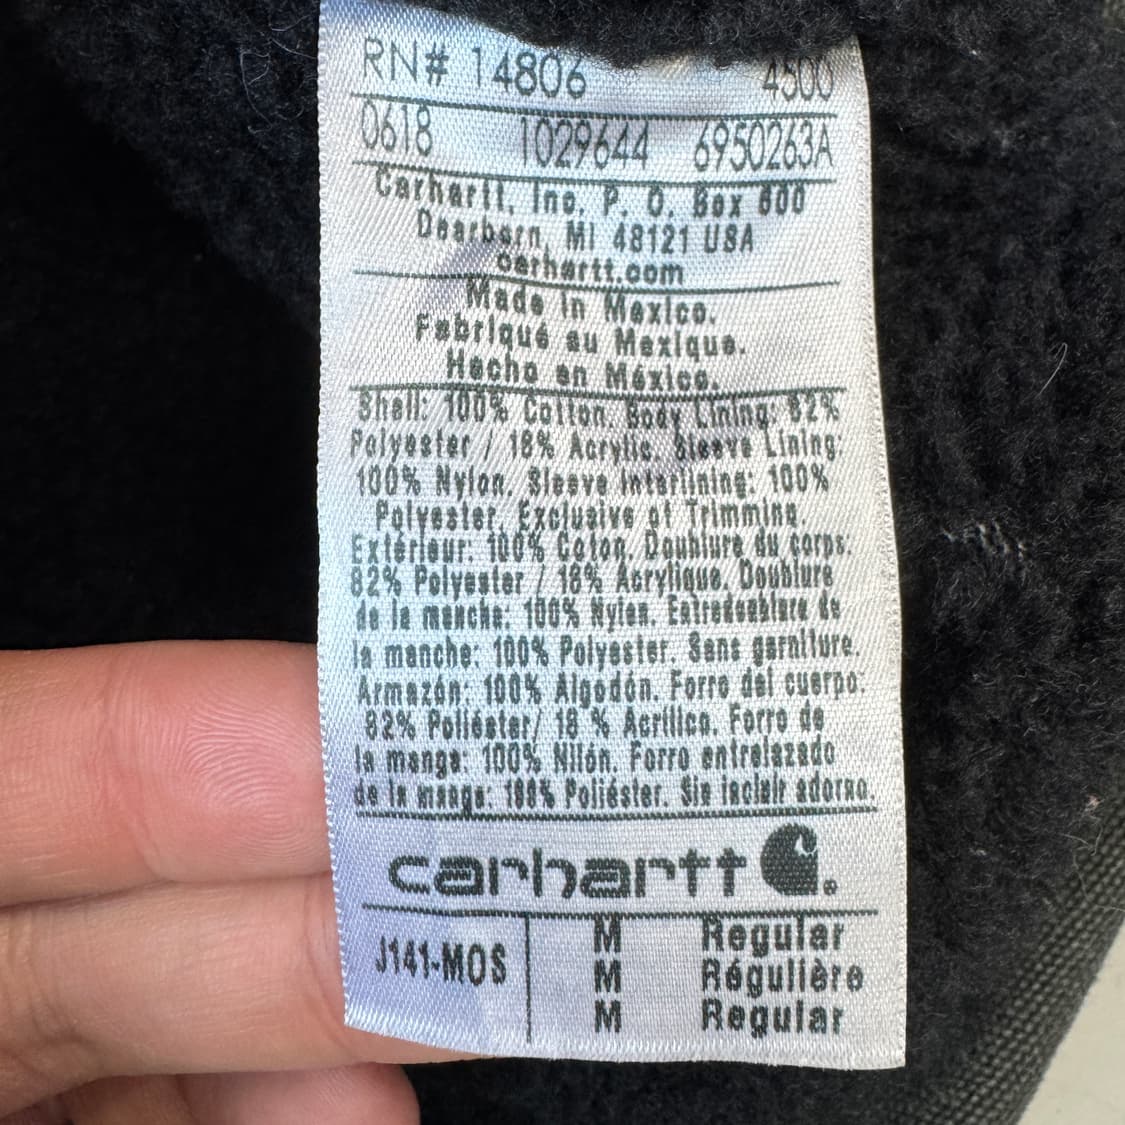 RN# 14806 4500
0618 1029644 6950263A
Carhartt, Inc. P. O. Box 600
Dearborn, MI 48121 USA
carhartt.com
Made in Mexico.
Fabriqué au Mexique.
Hecho en México.
Shell: 100% Cotton. Body Lining: 82%
Polyester / 18% Acrylic. Sleeve Lining:
100% Nylon. Sleeve Interlining: 100%
Polyester. Exclusive of Trimming.
Extérieur: 100% Coton. Doublure du corps:
82% Polyester / 18% Acrylique. Doublure
de la manche: 100% Nylon. Entredoublure de
la manche: 100% Polyester. Sans garniture.
Armazón: 100% Algodón. Forro del cuerpo:
82% Poliéster/ 18 % Acrílico. Forro de
la manga: 100% Nilón. Forro entrelazado
de la manga: 100% Poliéster. Sin incluir adorno.
carhartt
J141-MOS M Regular
M Régulière
M Regular